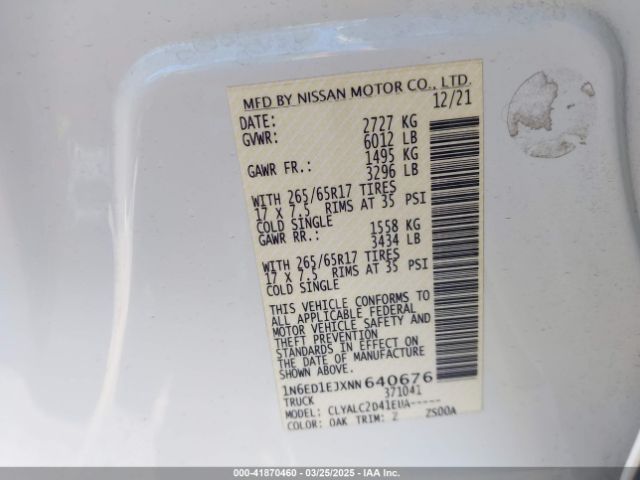 MFD BY NISSAN MOTOR CO., LTD.
DATE: 12/21
GVWR: 2727 KG
6012 LB
GAWR FR.: 1495 KG
3296 LB
WITH 265/65R17 TIRES
17 X 7.5 RIMS AT 35 PSI
COLD SINGLE
GAWR RR.: 1558 KG
3434 LB
WITH 265/65R17 TIRES
17 X 7.5 RIMS AT 35 PSI
COLD SINGLE
THIS VEHICLE CONFORMS TO
ALL APPLICABLE FEDERAL
MOTOR VEHICLE SAFETY AND
THEFT PREVENTION
STANDARDS IN EFFECT ON
THE DATE OF MANUFACTURE
SHOWN ABOVE.
1N6ED1EJXNN640676
TRUCK 371041
MODEL: CLYALC2D41EUA-----
COLOR: OAK TRIM: Z ZS00A
000-41870460 - 03/25/2025 - IAA Inc.